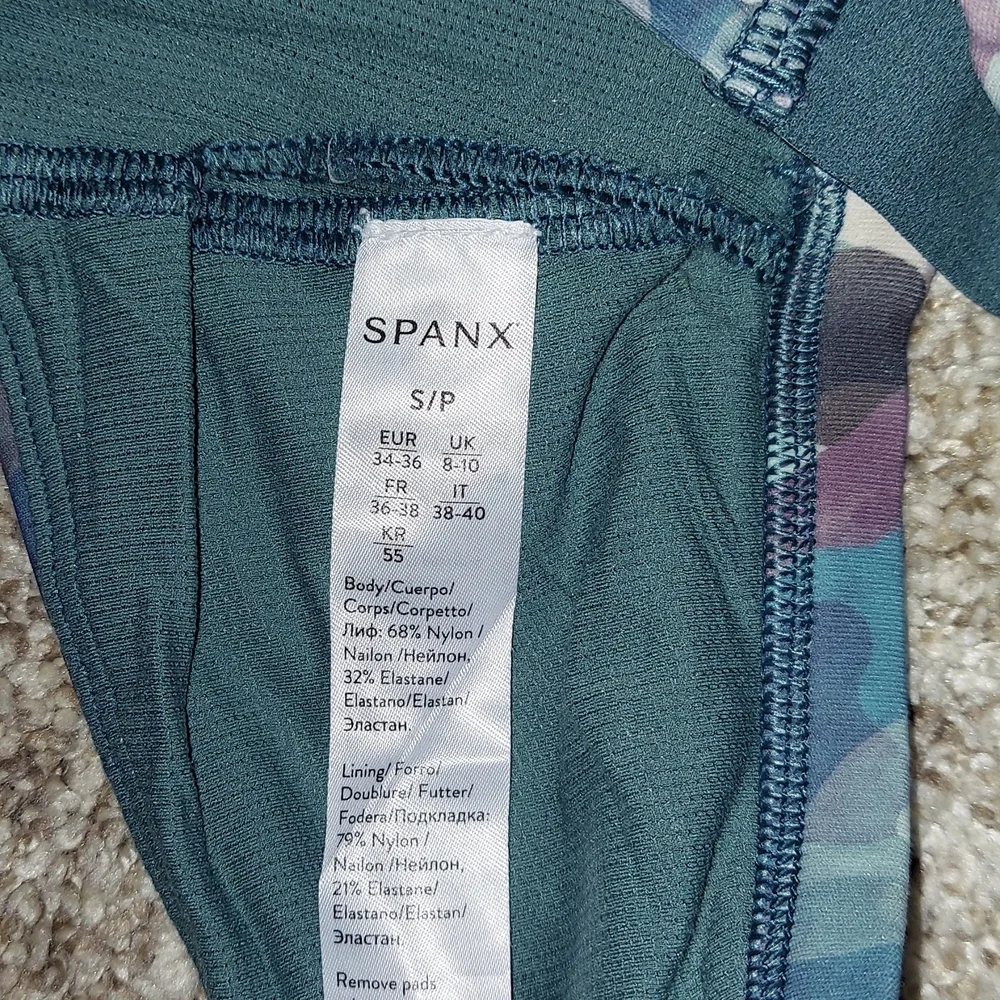 SPANX
S/P
EUR UK
34-36 8-10
FR IT
36-38 38-40
KR
55
Body/Cuerpo/
Corps/Corpetto/
Лиф: 68% Nylon /
Nailon /Нейлон,
32% Elastane/
Elastano/Elastan/
Эластан.
Lining/ Forro/
Doublure/ Futter/
Fodera/Подкладка:
79% Nylon /
Nailon /Нейлон,
21% Elastane/
Elastano/Elastan/
Эластан.
Remove pads